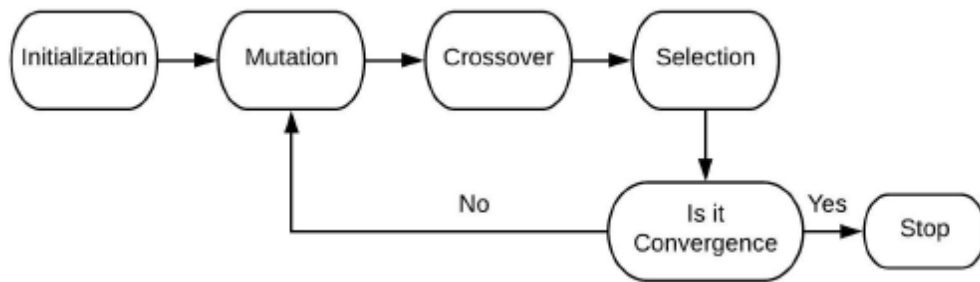 Initialization
Mutation
Crossover
Selection
No
Is it
Convergence
Yes
Stop